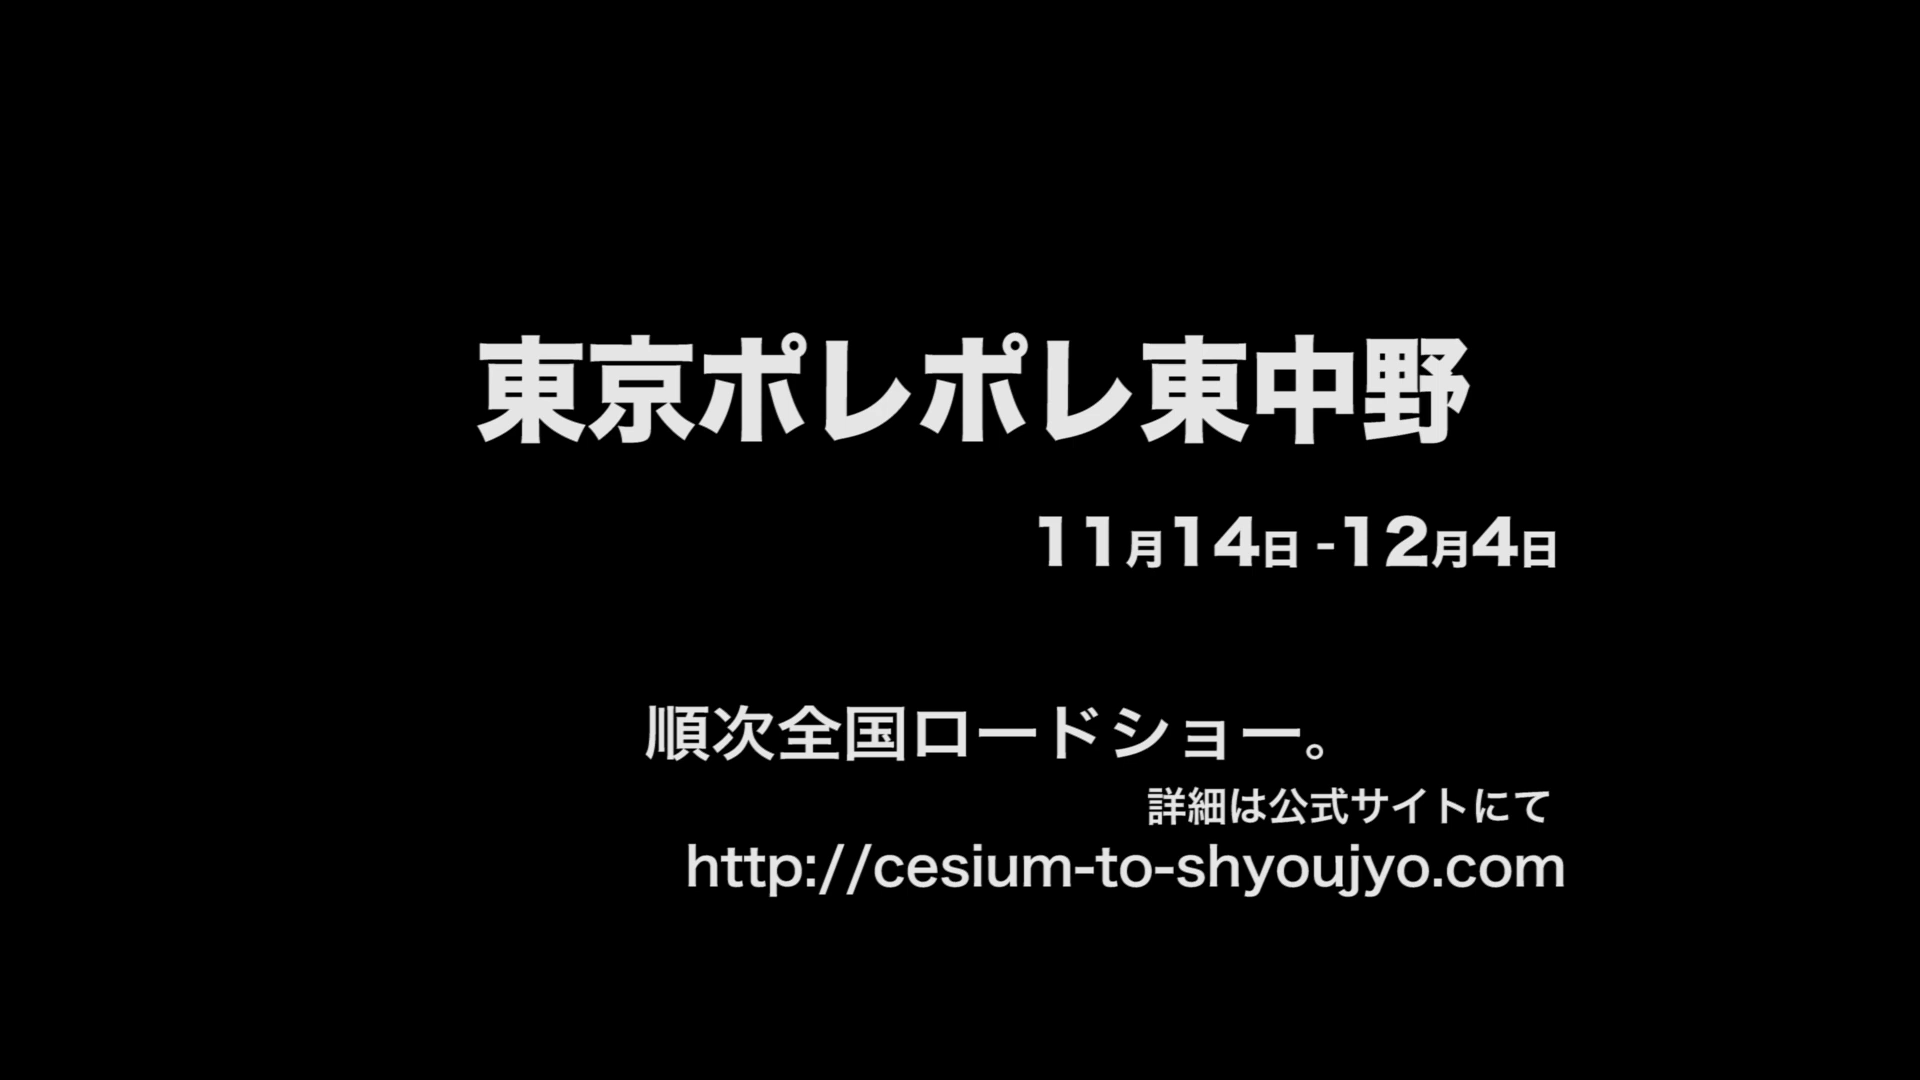 東京ポレポレ東中野
11月14日 -12月4日
順次全国ロードショー。
詳細は公式サイトにて
http://cesium-to-shyoujyo.com